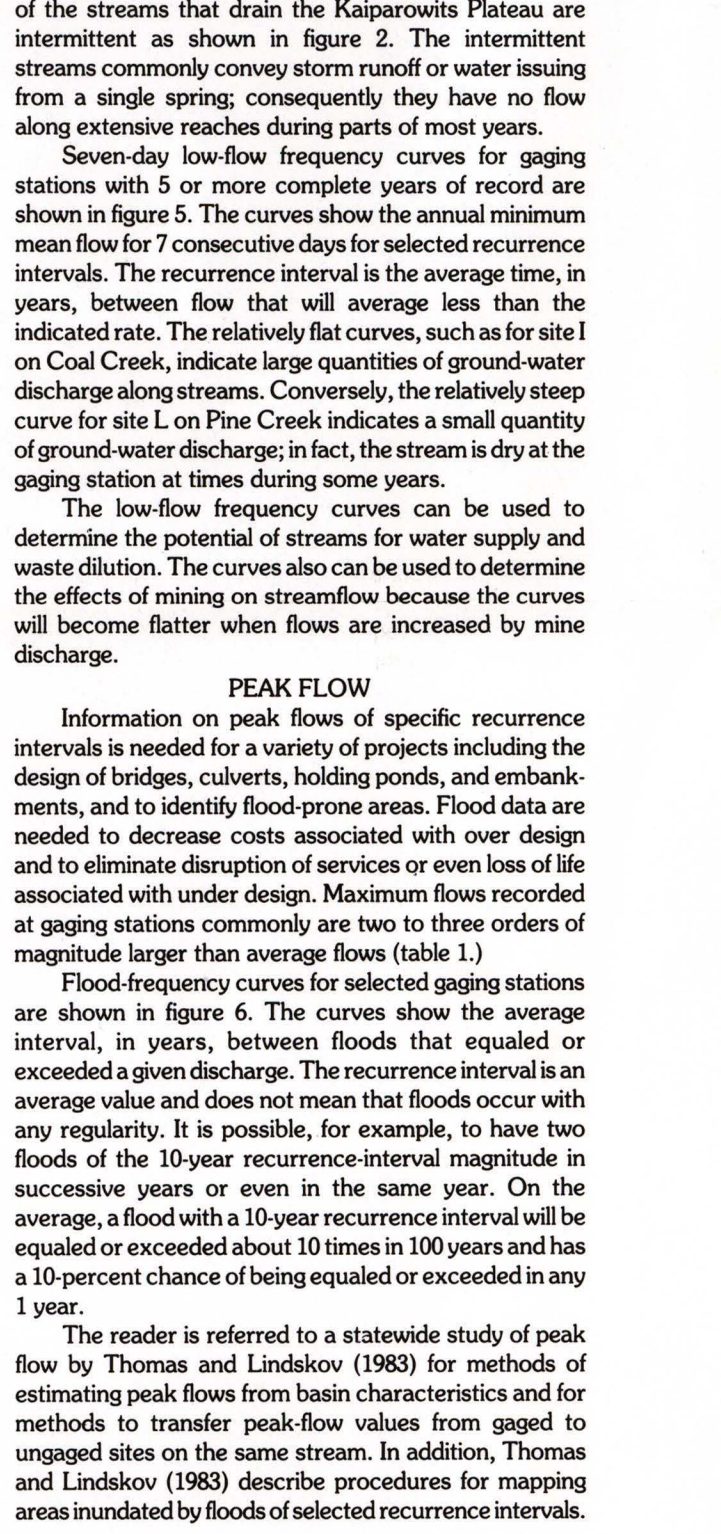 of the streams that drain the Kaiparowits Plateau are
intermittent as shown in figure 2. The intermittent
streams commonly convey storm runoff or water issuing
from a single spring; consequently they have no flow
along extensive reaches during parts of most years.
Seven-day low-flow frequency curves for gaging
stations with 5 or more complete years of record are
shown in figure 5. The curves show the annual minimum
mean flow for 7 consecutive days for selected recurrence
intervals. The recurrence interval is the average time, in
years, between flow that will average less than the
indicated rate. The relatively flat curves, such as for site I
on Coal Creek, indicate large quantities of ground-water
discharge along streams. Conversely, the relatively steep
curve for site L on Pine Creek indicates a small quantity
of ground-water discharge; in fact, the stream is dry at the
gaging station at times during some years.
The low-flow frequency curves can be used to
determine the potential of streams for water supply and
waste dilution. The curves also can be used to determine
the effects of mining on streamflow because the curves
will become flatter when flows are increased by mine
discharge.
PEAK FLOW
Information on peak flows of specific recurrence
intervals is needed for a variety of projects including the
design of bridges, culverts, holding ponds, and embank-
ments, and to identify flood-prone areas. Flood data are
needed to decrease costs associated with over design
and to eliminate disruption of services or even loss of life
associated with under design. Maximum flows recorded
at gaging stations commonly are two to three orders of
magnitude larger than average flows (table 1.)
Flood-frequency curves for selected gaging stations
are shown in figure 6. The curves show the average
interval, in years, between floods that equaled or
exceeded a given discharge. The recurrence interval is an
average value and does not mean that floods occur with
any regularity. It is possible, for example, to have two
floods of the 10-year recurrence-interval magnitude in
successive years or even in the same year. On the
average, a flood with a 10-year recurrence interval will be
equaled or exceeded about 10 times in 100 years and has
a 10-percent chance of being equaled or exceeded in any
1 year.
The reader is referred to a statewide study of peak
flow by Thomas and Lindskov (1983) for methods of
estimating peak flows from basin characteristics and for
methods to transfer peak-flow values from gaged to
ungaged sites on the same stream. In addition, Thomas
and Lindskov (1983) describe procedures for mapping
areas inundated by floods of selected recurrence intervals.